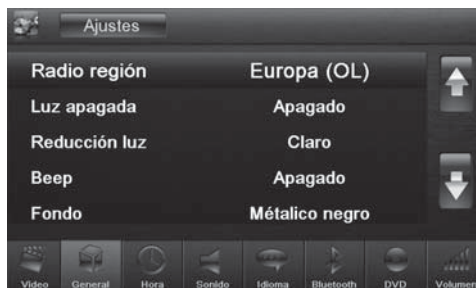 Ajustes
Radio región Europa (OL)
Luz apagada Apagado
Reducción luz Claro
Beep Apagado
Fondo Métalico negro
Video General Hora Sonido Idioma Bluetooth DVD Volumen